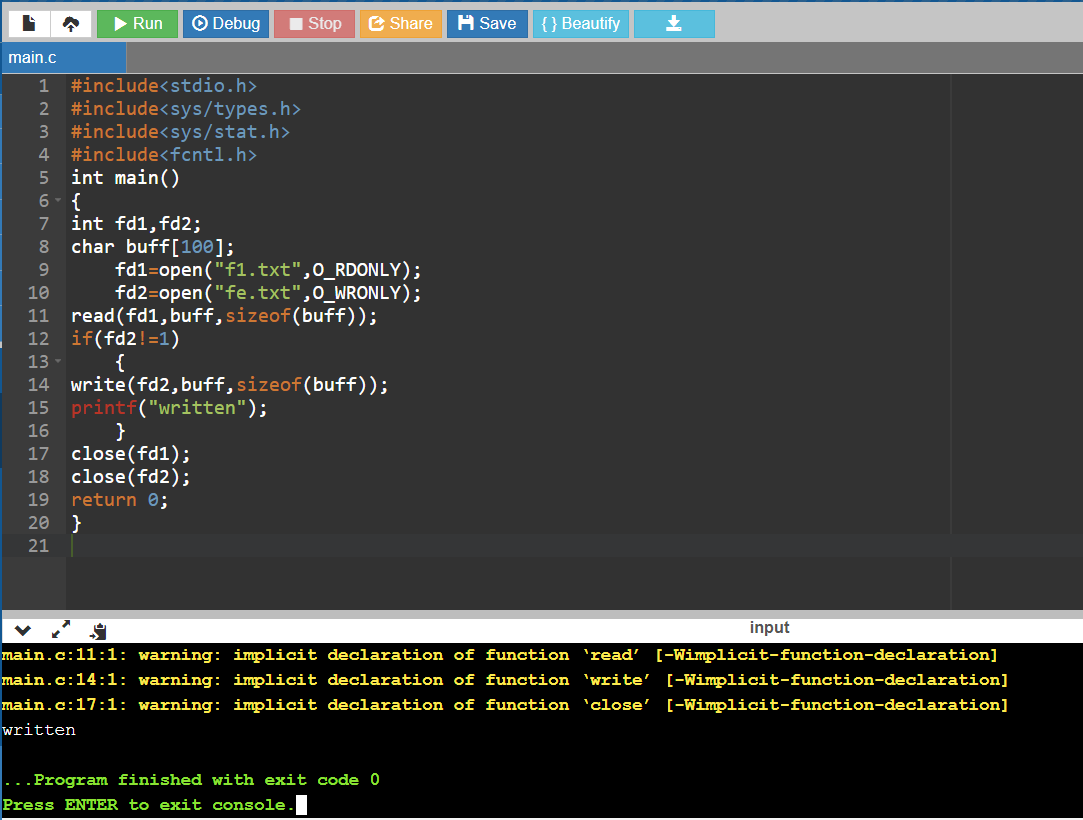 Run Debug Stop Share Save { } Beautify
main.c
1 #include<stdio.h>
2 #include<sys/types.h>
3 #include<sys/stat.h>
4 #include<fcntl.h>
5 int main()
6 {
7 int fd1,fd2;
8 char buff[100];
9     fd1=open("f1.txt",O_RDONLY);
10     fd2=open("fe.txt",O_WRONLY);
11 read(fd1,buff,sizeof(buff));
12 if(fd2!=1)
13     {
14 write(fd2,buff,sizeof(buff));
15 printf("written");
16     }
17 close(fd1);
18 close(fd2);
19 return 0;
20 }
21
input
main.c:11:1: warning: implicit declaration of function ‘read’ [-Wimplicit-function-declaration]
main.c:14:1: warning: implicit declaration of function ‘write’ [-Wimplicit-function-declaration]
main.c:17:1: warning: implicit declaration of function ‘close’ [-Wimplicit-function-declaration]
written
...Program finished with exit code 0
Press ENTER to exit console.